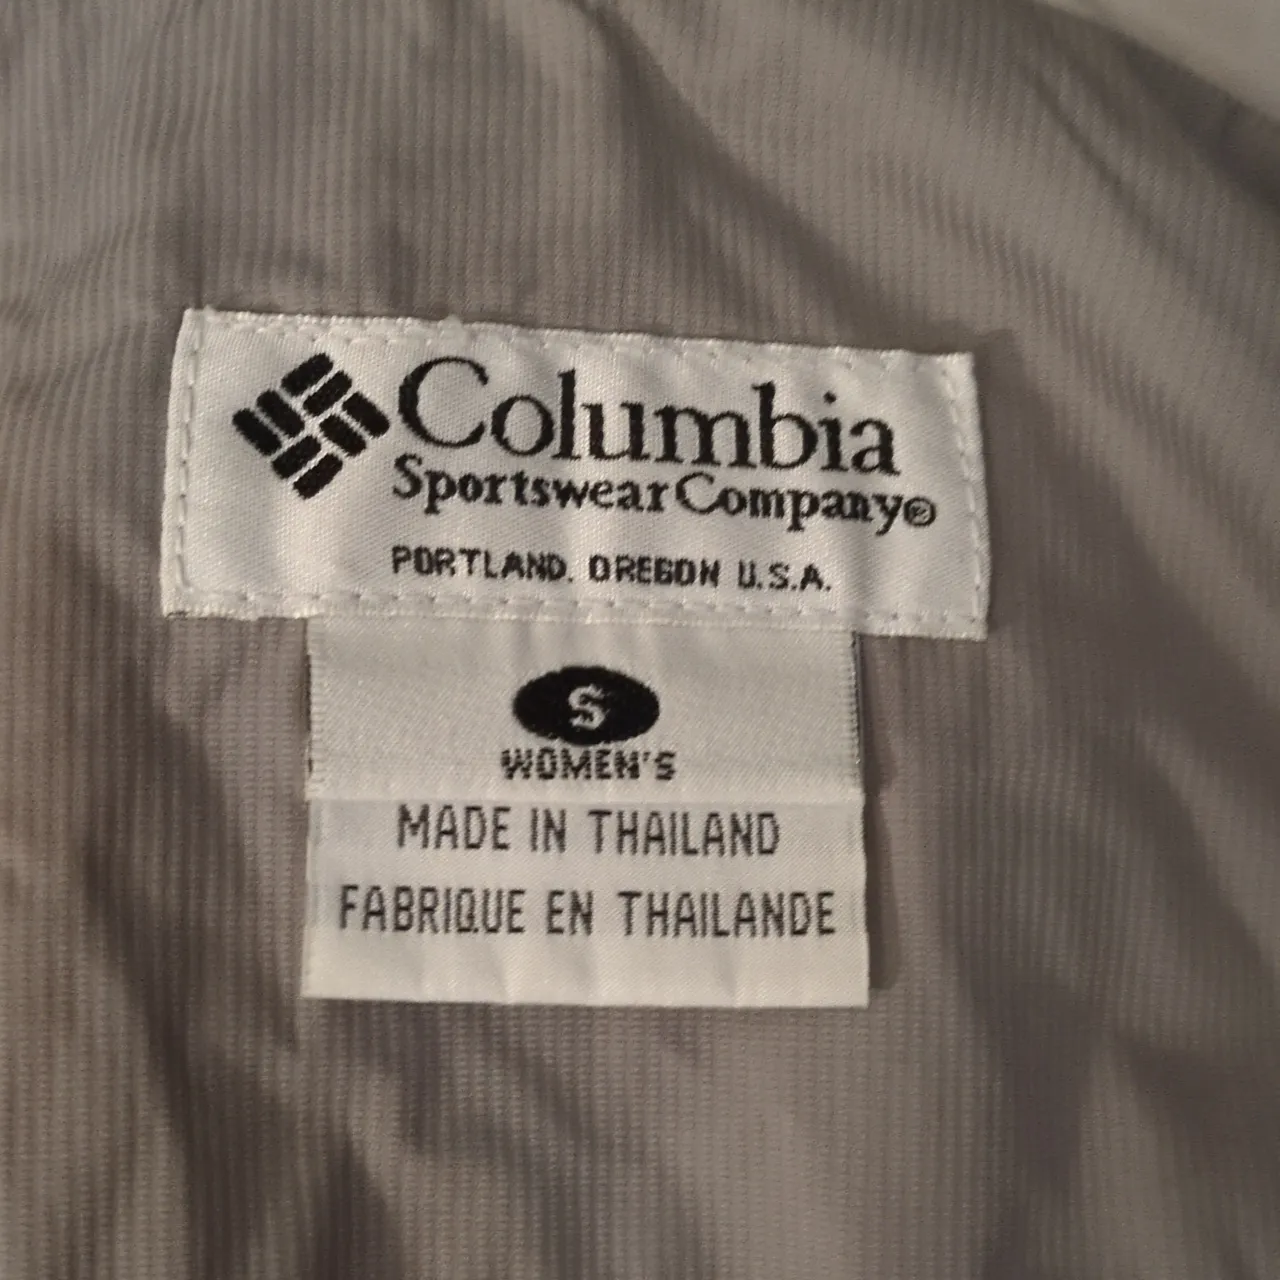 Columbia
Sportswear Company®
PORTLAND, OREGON U.S.A.
S
WOMEN'S
MADE IN THAILAND
FABRIQUE EN THAILANDE